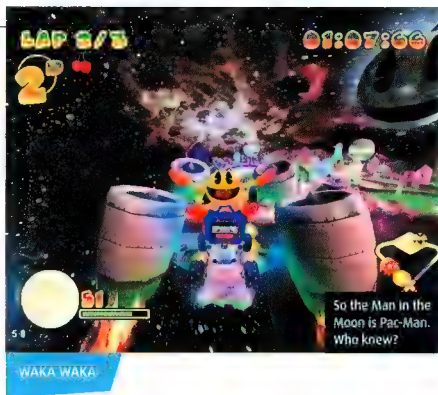 LAP 2/3
01:07:66
2
So the Man in the
Moon is Pac-Man.
Who knew?
WAKA WAKA